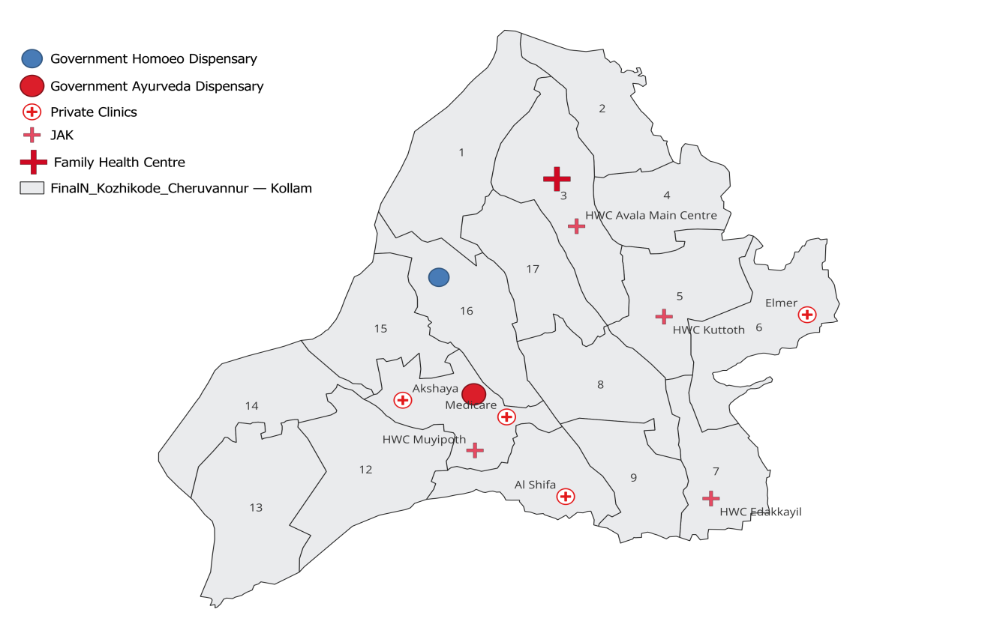 Government Homoeo Dispensary
Government Ayurveda Dispensary
Private Clinics
JAK
Family Health Centre
FinalN_Kozhikode_Cheruvannur — Kollam
2
1
3
4
HWC Avala Main Centre
17
5
Elmer
16
15
HWC Kuttoth
6
8
Akshaya
Medicare
14
HWC Muyipoth
12
7
9
Al Shifa
13
HWC Edakkayil